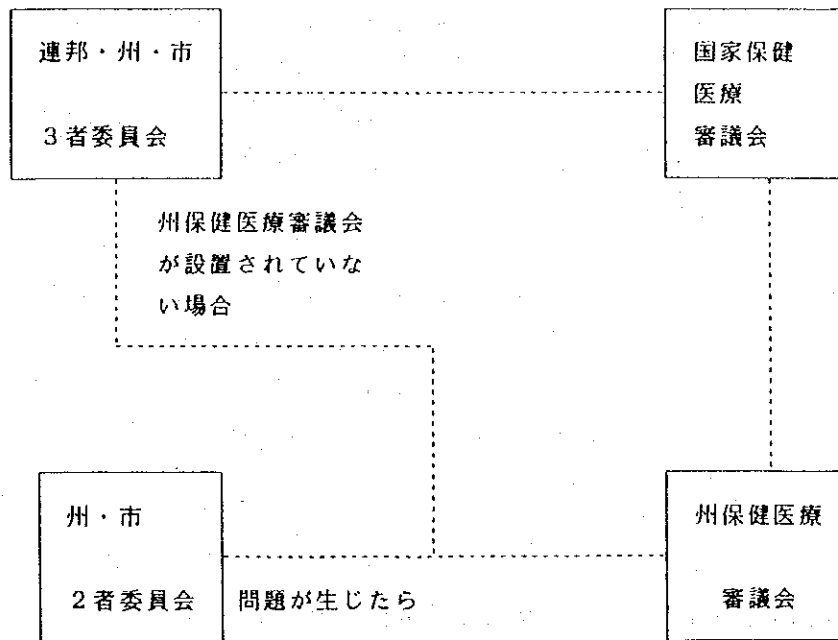 連邦・州・市
3者委員会
国家保健
医療
審議会
州保健医療審議会
が設置されていな
い場合
州・市
2者委員会
問題が生じたら
州保健医療
審議会